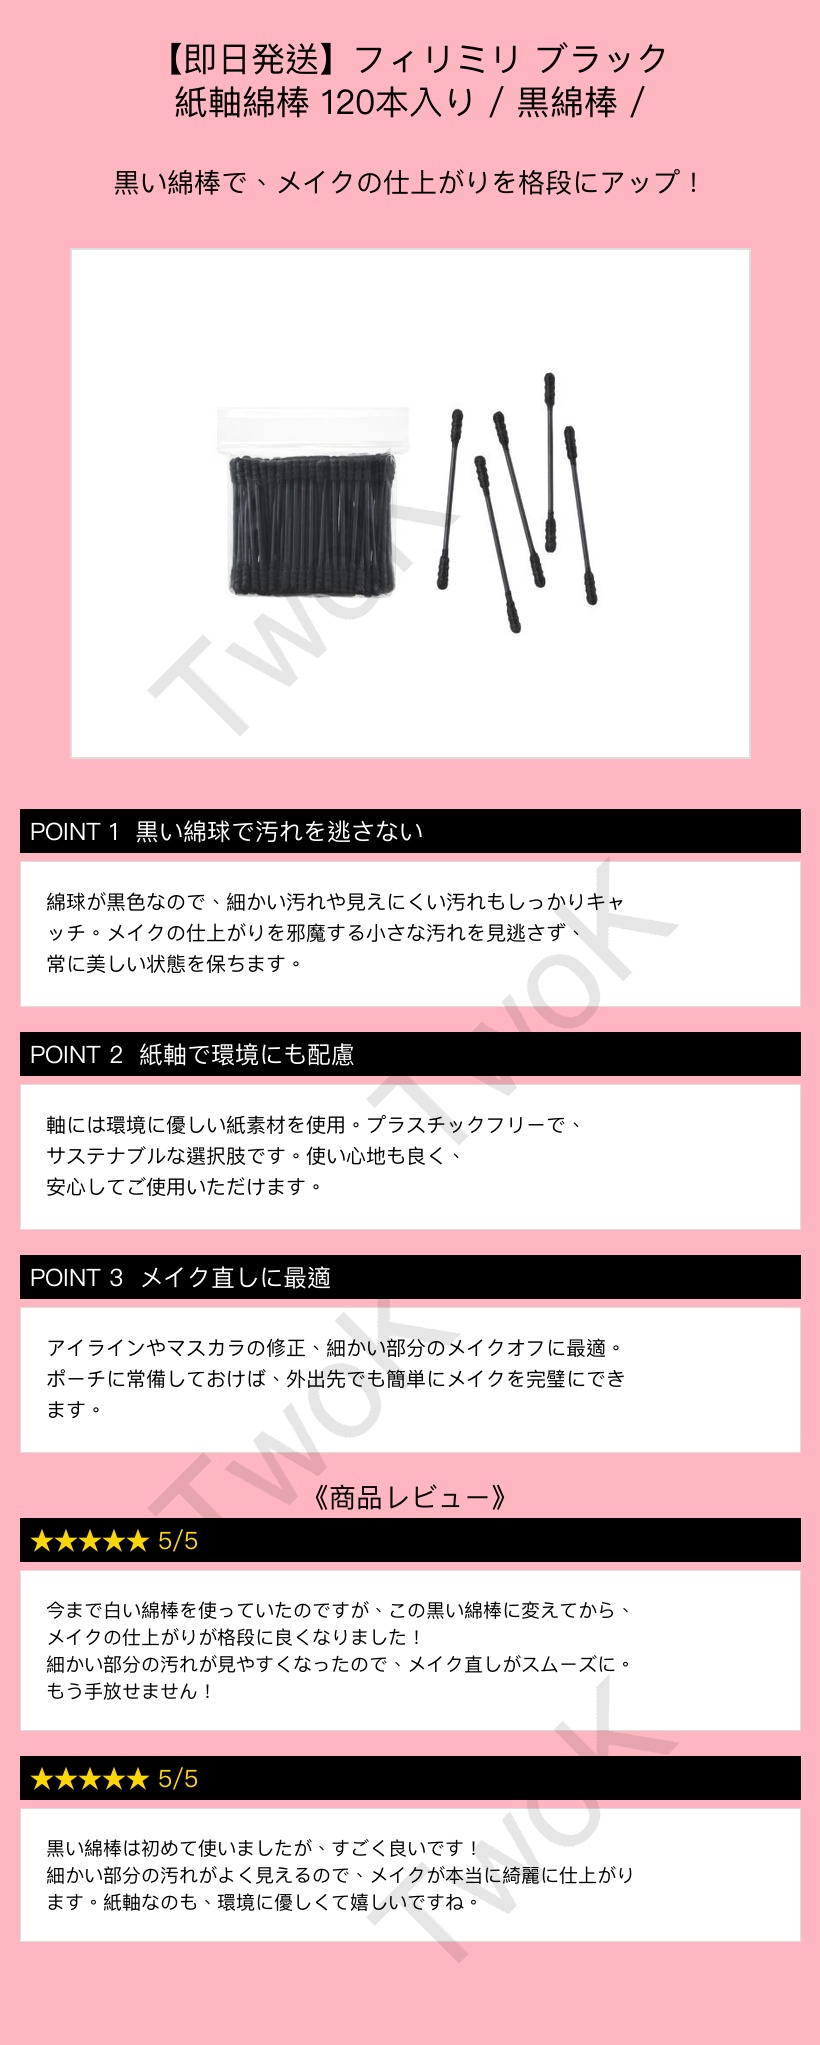 【即日発送】フィリミリ ブラック
紙軸綿棒 120本入り / 黒綿棒 /
黒い綿棒で、メイクの仕上がりを格段にアップ！
TwoK
POINT 1 黒い綿球で汚れを逃さない
綿球が黒色なので、細かい汚れや見えにくい汚れもしっかりキャ
ッチ。メイクの仕上がりを邪魔する小さな汚れを見逃さず、
常に美しい状態を保ちます。
TwoK
POINT 2 紙軸で環境にも配慮
軸には環境に優しい紙素材を使用。プラスチックフリーで、
サステナブルな選択肢です。使い心地も良く、
安心してご使用いただけます。
POINT 3 メイク直しに最適
アイラインやマスカラの修正、細かい部分のメイクオフに最適。
ポーチに常備しておけば、外出先でも簡単にメイクを完璧にでき
ます。
TwoK
《商品レビュー》
★★★★★ 5/5
今まで白い綿棒を使っていたのですが、この黒い綿棒に変えてから、
メイクの仕上がりが格段に良くなりました！
細かい部分の汚れが見やすくなったので、メイク直しがスムーズに。
もう手放せません！
★★★★★ 5/5
黒い綿棒は初めて使いましたが、すごく良いです！
細かい部分の汚れがよく見えるので、メイクが本当に綺麗に仕上がり
ます。紙軸なのも、環境に優しくて嬉しいですね。
TwoK